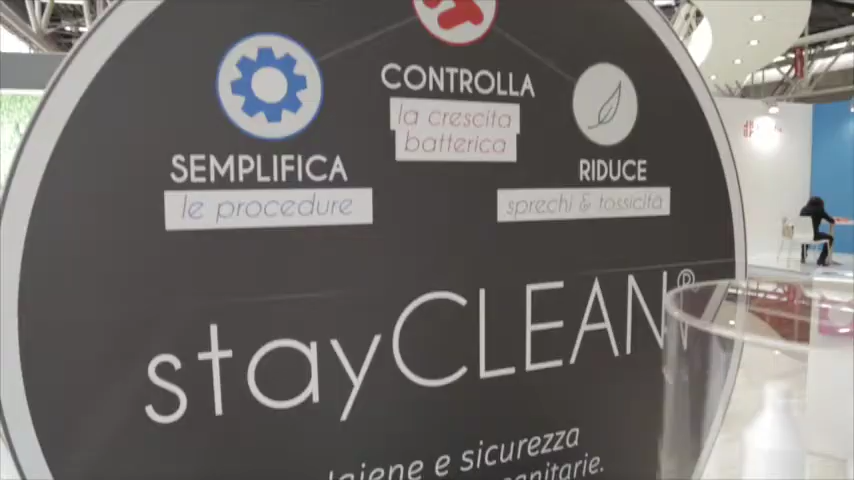 CONTROLLA
la crescita
batterica
SEMPLIFICA
le procedure
RIDUCE
sprechi & tossicità
stayCLEAN®
Igiene e sicurezza
sanitarie.